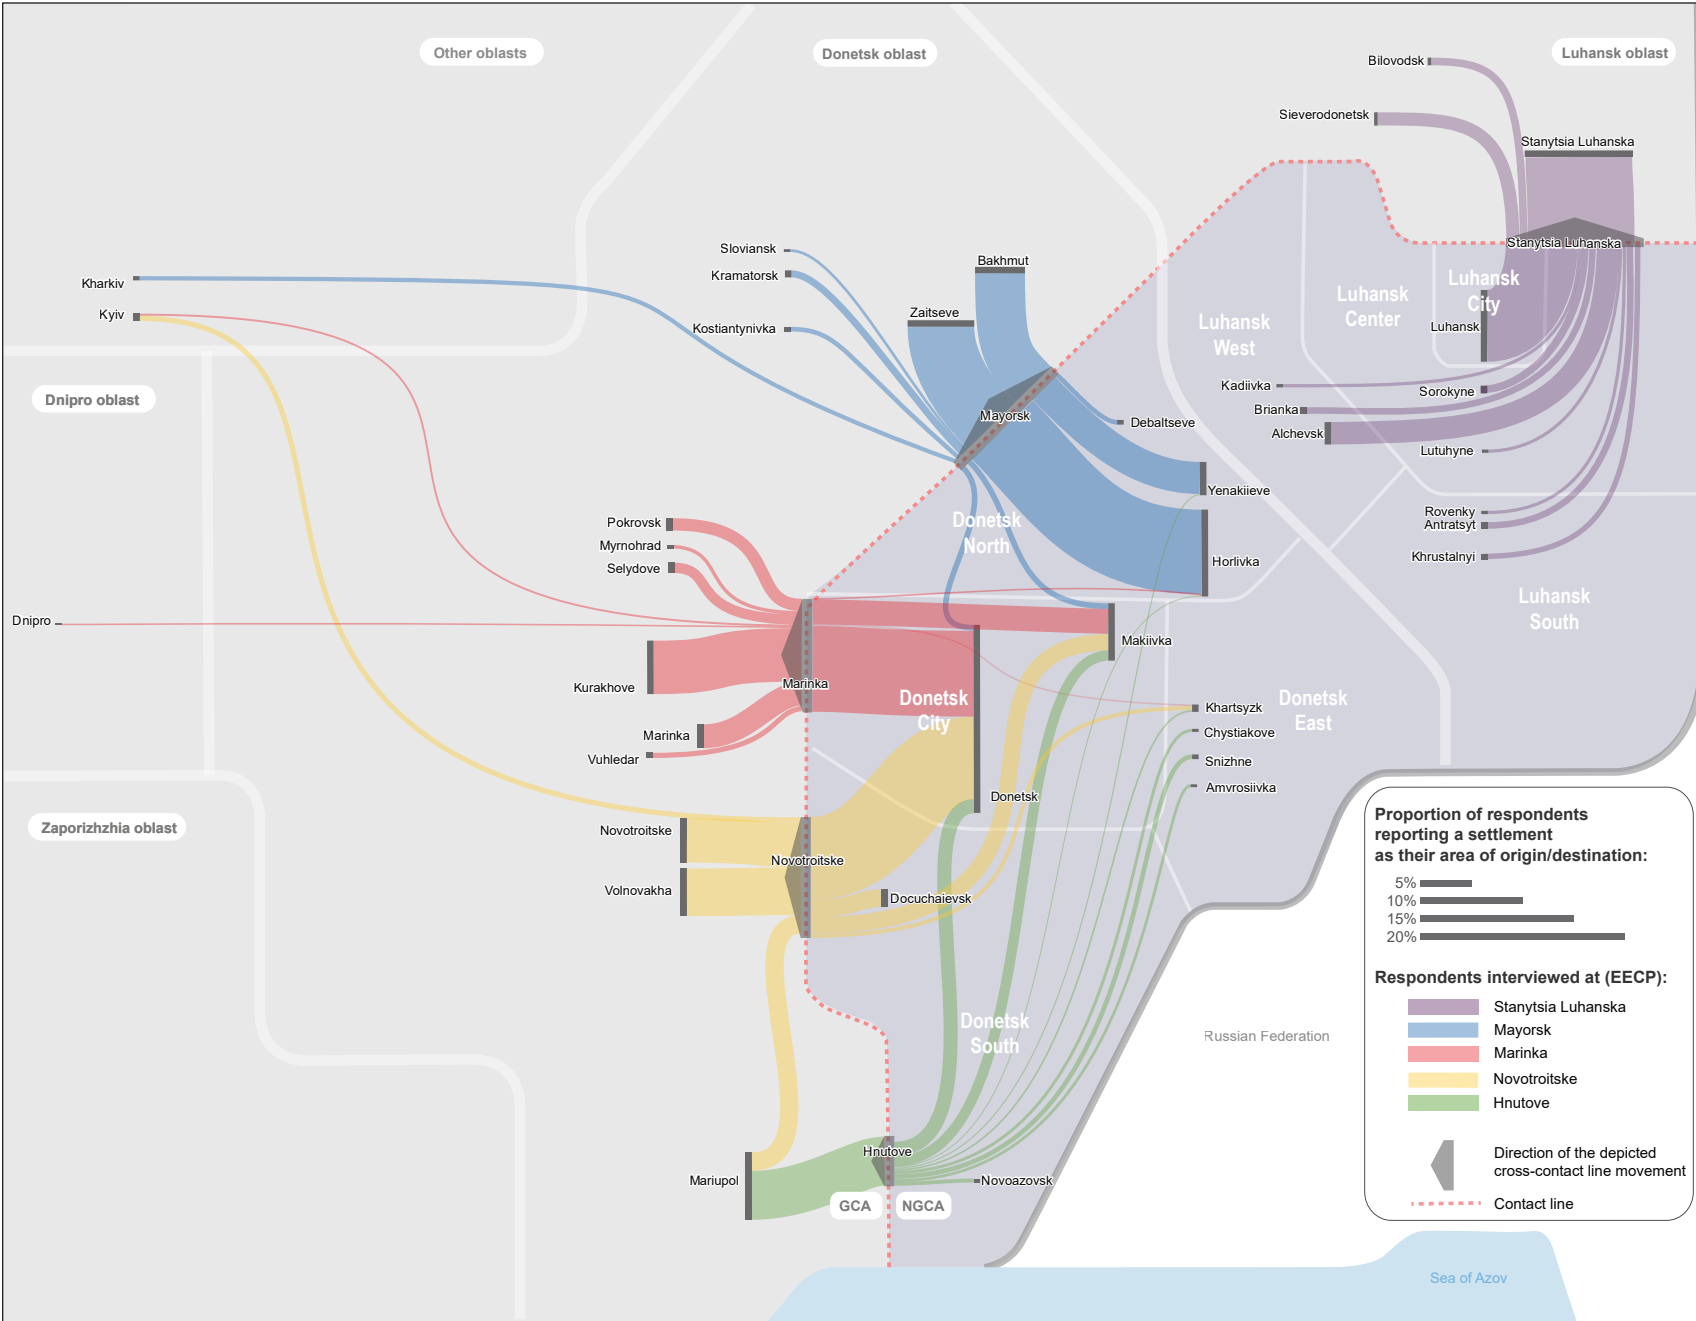 Other oblasts
Donetsk oblast
Luhansk oblast
Bilovodsk
Sieverodonetsk
Stanytsia Luhanska
Stanytsia Luhanska
Sloviansk
Kramatorsk
Bakhmut
Kharkiv
Kyiv
Zaitseve
Kostiantynivka
Luhansk
City
Luhansk
Center
Luhansk
West
Luhansk
Kadiivka
Sorokyne
Brianka
Alchevsk
Lutuhyne
Dnipro oblast
Mayorsk
Debaltseve
Yenakiieve
Rovenky
Antratsyt
Khrustalnyi
Pokrovsk
Myrnohrad
Selydove
Donetsk
North
Horlivka
Luhansk
South
Dnipro
Makiivka
Kurakhove
Marinka
Marinka
Vuhledar
Donetsk
City
Donetsk
East
Khartsyzk
Chystiakove
Snizhne
Amvrosiivka
Donetsk
Zaporizhzhia oblast
Novotroitske
Novotroitske
Volnovakha
Docuchaievsk
Donetsk
South
Russian Federation
Hnutove
Mariupol
Novoazovsk
GCA
NGCA
Proportion of respondents
reporting a settlement
as their area of origin/destination:
5%
10%
15%
20%
Respondents interviewed at (EECP):
Stanytsia Luhanska
Mayorsk
Marinka
Novotroitske
Hnutove
Direction of the depicted
cross-contact line movement
Contact line
Sea of Azov